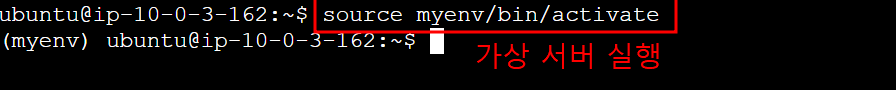 ubuntu@ip-10-0-3-162:~$ source myenv/bin/activate
(myenv) ubuntu@ip-10-0-3-162:~$
가상 서버 실행